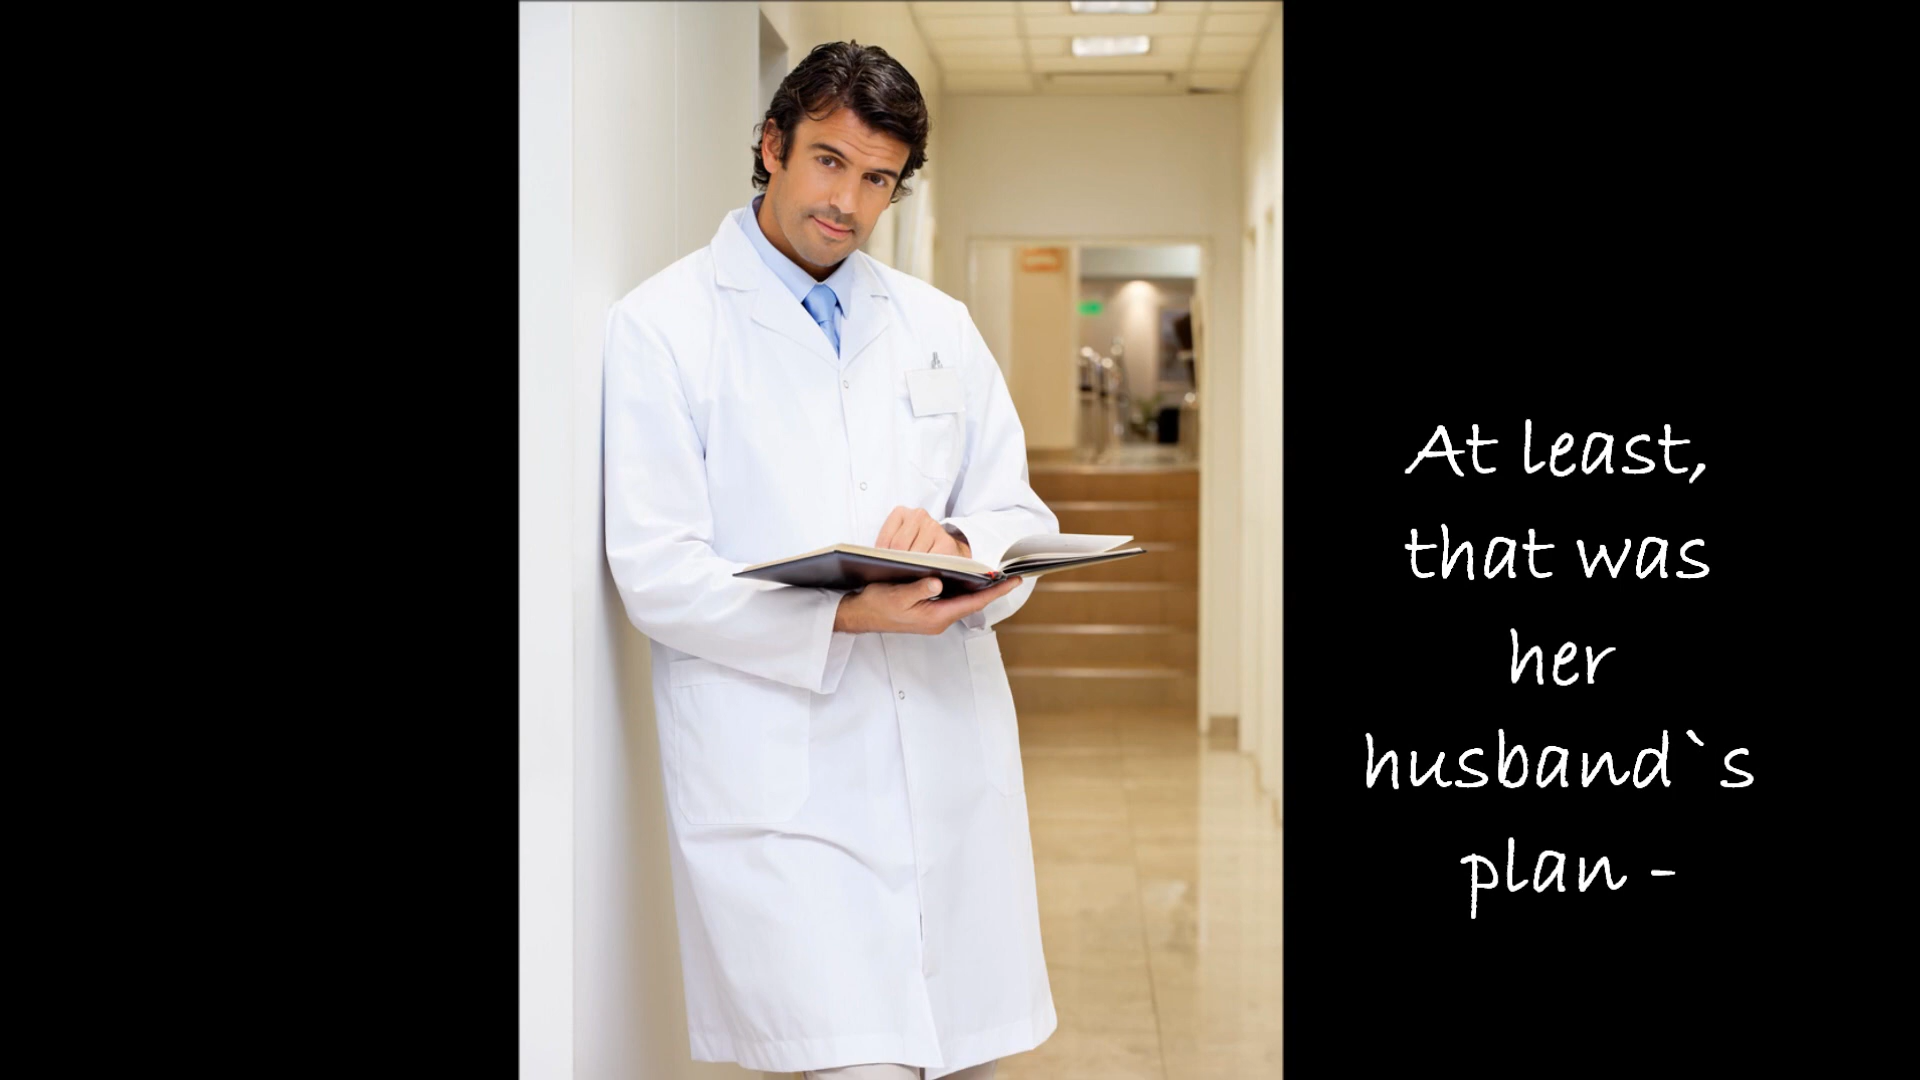 At least,
that was
her
husband`s
plan -